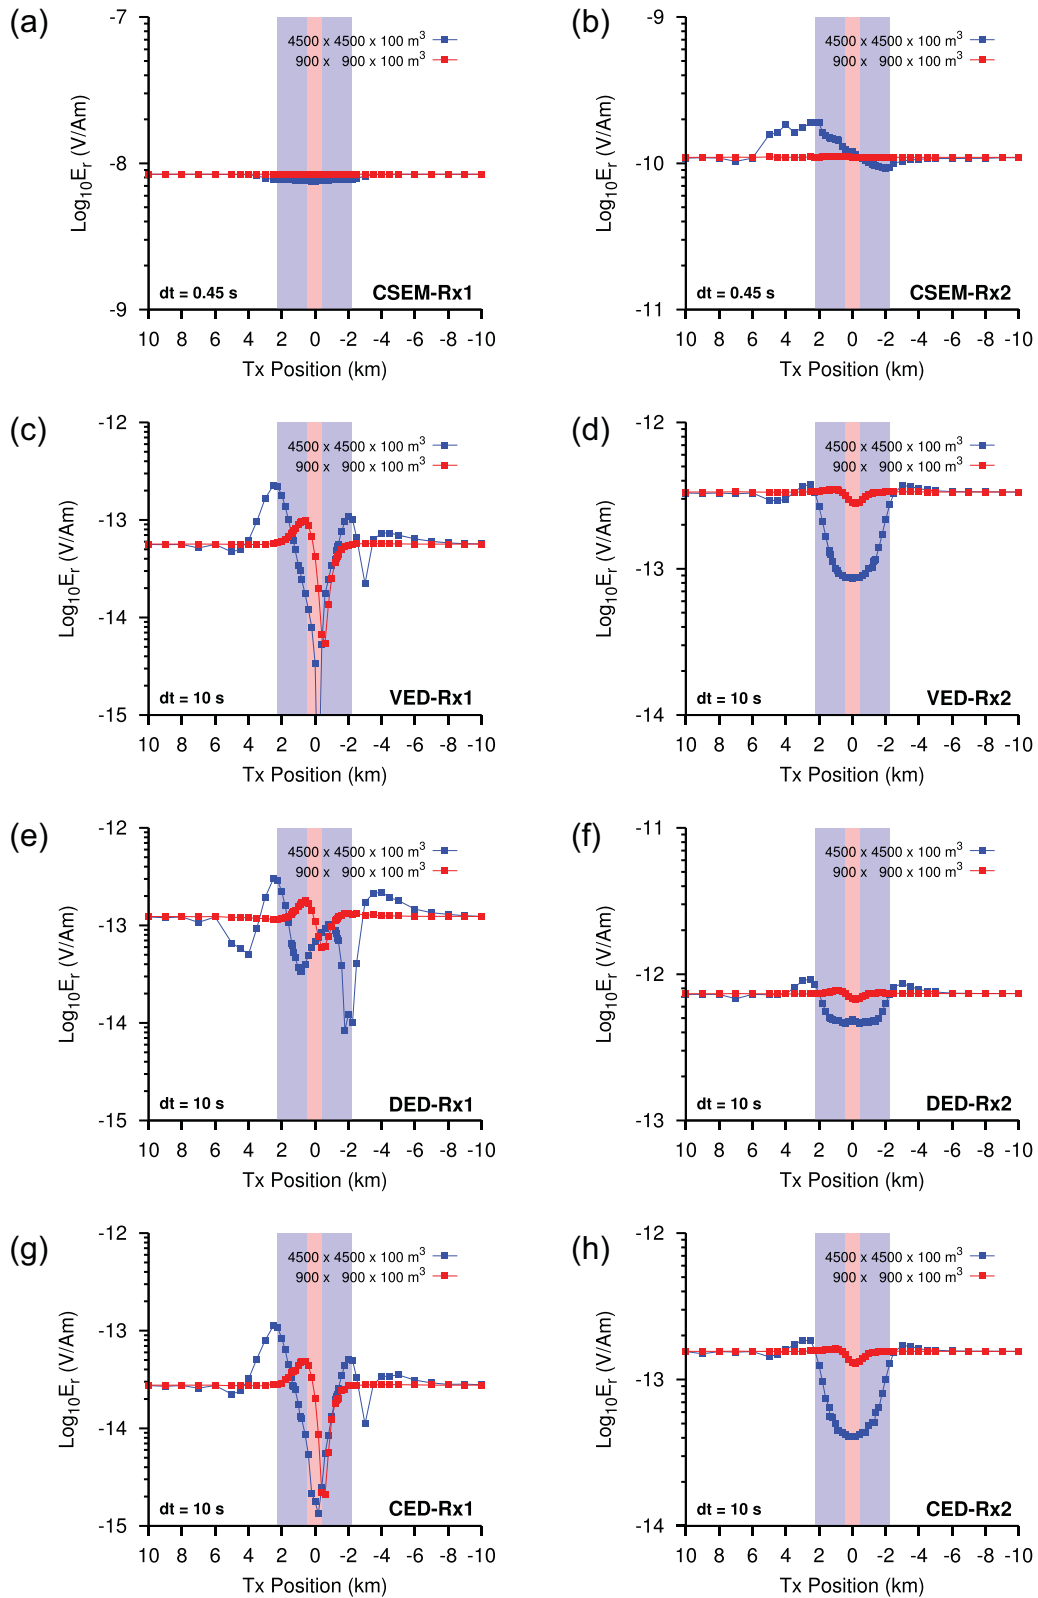 (a)
-7
4500 x 4500 x 100 m³
900 x 900 x 100 m³
-8
-9
Log₁₀Eᵣ (V/Am)
dt = 0.45 s
CSEM-Rx1
10 8 6 4 2 0 -2 -4 -6 -8 -10
Tx Position (km)
(b)
-9
4500 x 4500 x 100 m³
900 x 900 x 100 m³
-10
-11
Log₁₀Eᵣ (V/Am)
dt = 0.45 s
CSEM-Rx2
10 8 6 4 2 0 -2 -4 -6 -8 -10
Tx Position (km)
(c)
-12
4500 x 4500 x 100 m³
900 x 900 x 100 m³
-13
-14
-15
Log₁₀Eᵣ (V/Am)
dt = 10 s
VED-Rx1
10 8 6 4 2 0 -2 -4 -6 -8 -10
Tx Position (km)
(d)
-12
4500 x 4500 x 100 m³
900 x 900 x 100 m³
-13
-14
Log₁₀Eᵣ (V/Am)
dt = 10 s
VED-Rx2
10 8 6 4 2 0 -2 -4 -6 -8 -10
Tx Position (km)
(e)
-12
4500 x 4500 x 100 m³
900 x 900 x 100 m³
-13
-14
-15
Log₁₀Eᵣ (V/Am)
dt = 10 s
DED-Rx1
10 8 6 4 2 0 -2 -4 -6 -8 -10
Tx Position (km)
(f)
-11
4500 x 4500 x 100 m³
900 x 900 x 100 m³
-12
-13
Log₁₀Eᵣ (V/Am)
dt = 10 s
DED-Rx2
10 8 6 4 2 0 -2 -4 -6 -8 -10
Tx Position (km)
(g)
-12
4500 x 4500 x 100 m³
900 x 900 x 100 m³
-13
-14
-15
Log₁₀Eᵣ (V/Am)
dt = 10 s
CED-Rx1
10 8 6 4 2 0 -2 -4 -6 -8 -10
Tx Position (km)
(h)
-12
4500 x 4500 x 100 m³
900 x 900 x 100 m³
-13
-14
Log₁₀Eᵣ (V/Am)
dt = 10 s
CED-Rx2
10 8 6 4 2 0 -2 -4 -6 -8 -10
Tx Position (km)